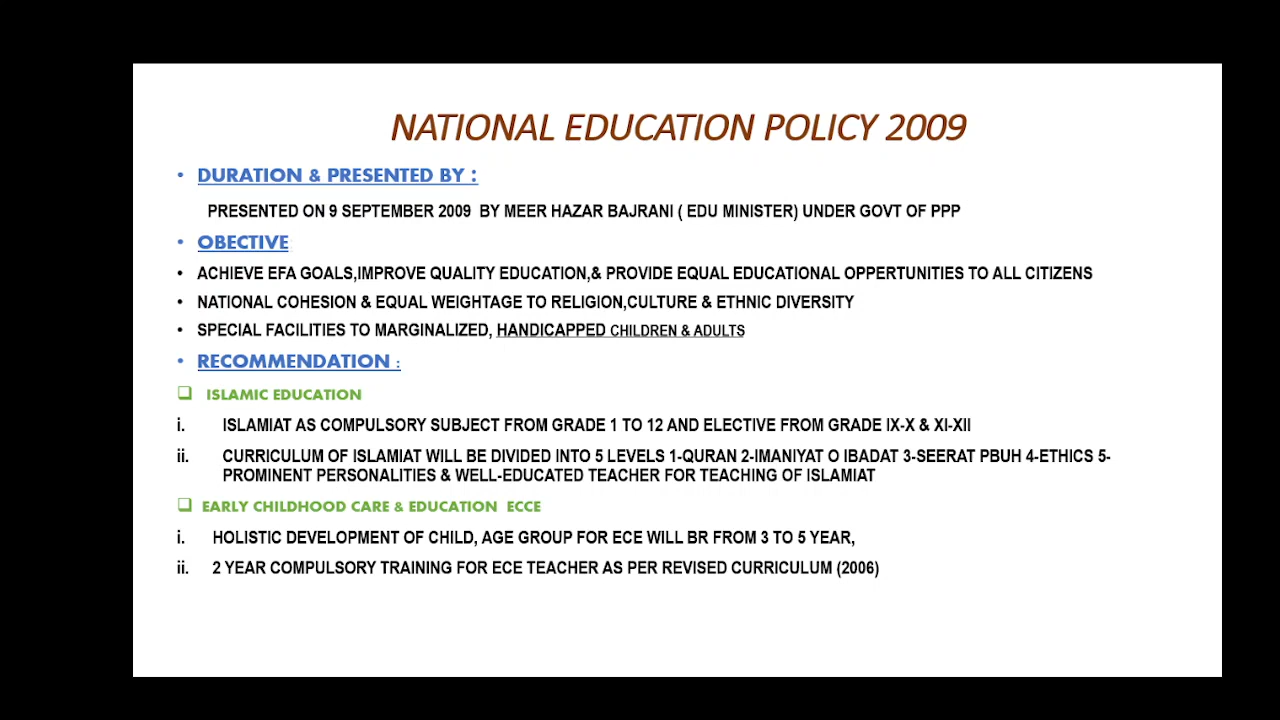 NATIONAL EDUCATION POLICY 2009
• DURATION & PRESENTED BY :
PRESENTED ON 9 SEPTEMBER 2009 BY MEER HAZAR BAJRANI ( EDU MINISTER) UNDER GOVT OF PPP
• OBECTIVE
• ACHIEVE EFA GOALS,IMPROVE QUALITY EDUCATION,& PROVIDE EQUAL EDUCATIONAL OPPERTUNITIES TO ALL CITIZENS
• NATIONAL COHESION & EQUAL WEIGHTAGE TO RELIGION,CULTURE & ETHNIC DIVERSITY
• SPECIAL FACILITIES TO MARGINALIZED, HANDICAPPED CHILDREN & ADULTS
• RECOMMENDATION :
❑ ISLAMIC EDUCATION
i. ISLAMIAT AS COMPULSORY SUBJECT FROM GRADE 1 TO 12 AND ELECTIVE FROM GRADE IX-X & XI-XII
ii. CURRICULUM OF ISLAMIAT WILL BE DIVIDED INTO 5 LEVELS 1-QURAN 2-IMANIYAT O IBADAT 3-SEERAT PBUH 4-ETHICS 5-
PROMINENT PERSONALITIES & WELL-EDUCATED TEACHER FOR TEACHING OF ISLAMIAT
❑ EARLY CHILDHOOD CARE & EDUCATION ECCE
i. HOLISTIC DEVELOPMENT OF CHILD, AGE GROUP FOR ECE WILL BR FROM 3 TO 5 YEAR,
ii. 2 YEAR COMPULSORY TRAINING FOR ECE TEACHER AS PER REVISED CURRICULUM (2006)